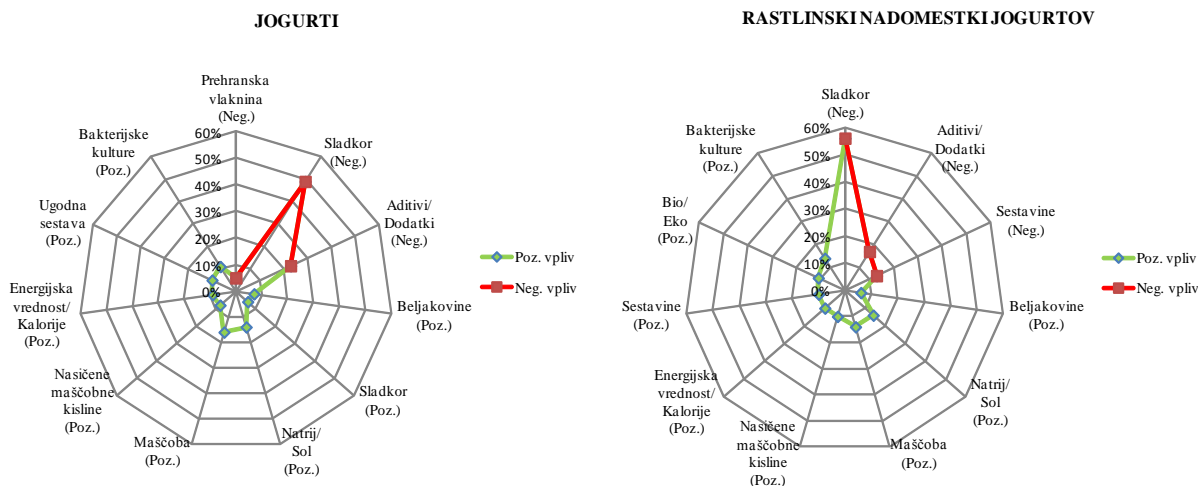 JOGURTI
Prehranska
vlaknina
(Neg.)
Sladkor
(Neg.)
Aditivi/
Dodatki
(Neg.)
Beljakovine
(Poz.)
Sladkor
(Poz.)
Natrij/
Sol
(Poz.)
Maščoba
(Poz.)
Nasičene
maščobne
kisline
(Poz.)
Energijska
vrednost/
Kalorije
(Poz.)
Ugodna
sestava
(Poz.)
Bakterijske
kulture
(Poz.)
60%
50%
40%
30%
20%
10%
0%
Poz. vpliv
Neg. vpliv
RASTLINSKI NADOMESTKI JOGURTOV
Sladkor
(Neg.)
Aditivi/
Dodatki
(Neg.)
Sestavine
(Neg.)
Beljakovine
(Poz.)
Natrij/
Sol
(Poz.)
Maščoba
(Poz.)
Nasičene
maščobne
kisline
(Poz.)
Energijska
vrednost/
Kalorije
(Poz.)
Sestavine
(Poz.)
Bio/
Eko
(Poz.)
Bakterijske
kulture
(Poz.)
60%
50%
40%
30%
20%
10%
0%
Poz. vpliv
Neg. vpliv